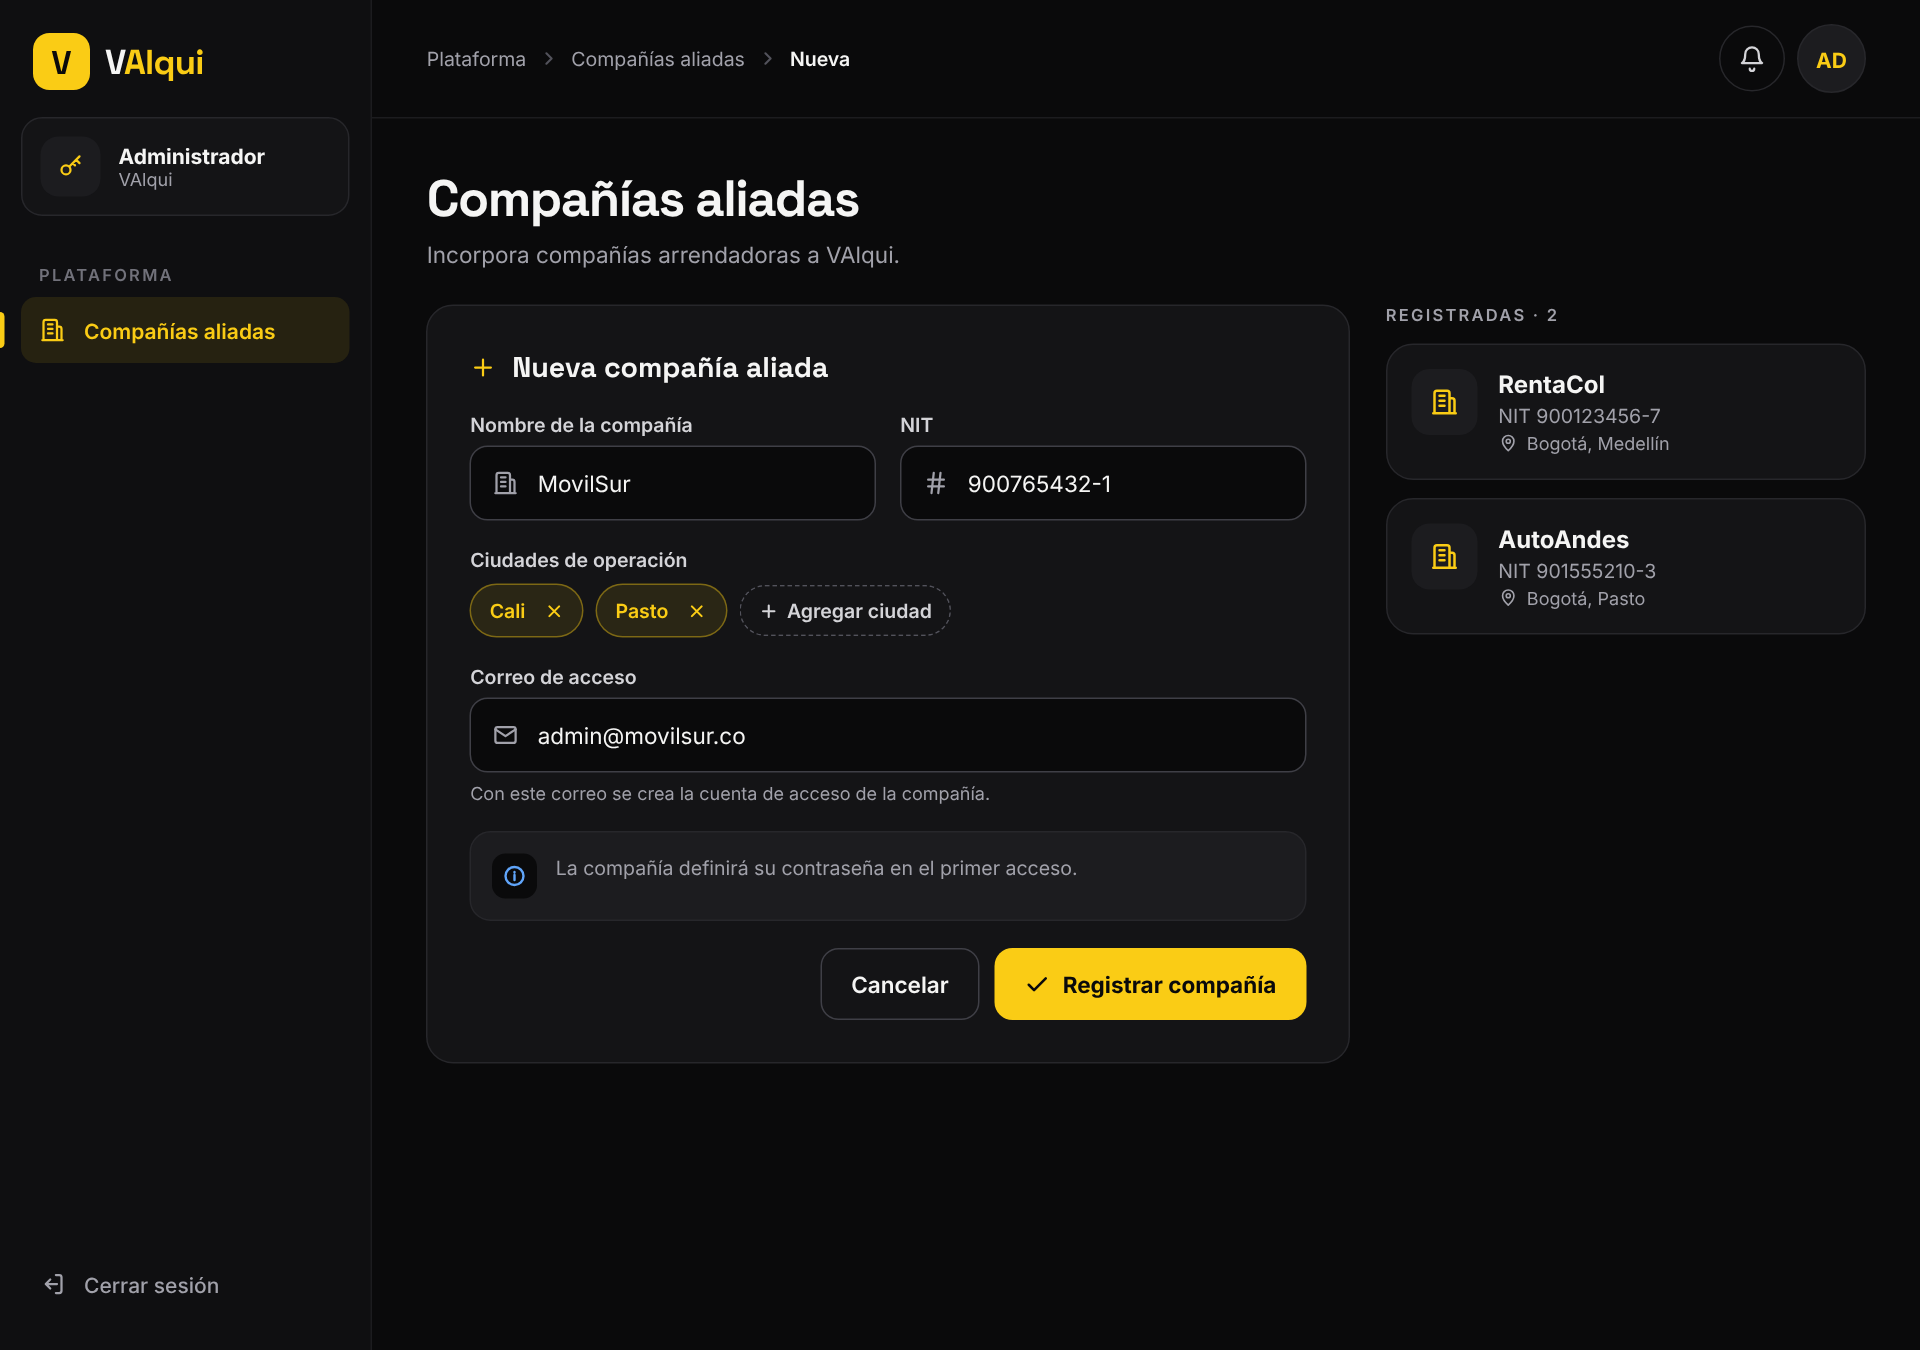 V VAlqui
Administrador
VAlqui
PLATAFORMA
Compañías aliadas
Cerrar sesión
Plataforma > Compañías aliadas > Nueva
AD
Compañías aliadas
Incorpora compañías arrendadoras a VAlqui.
+ Nueva compañía aliada
Nombre de la compañía
MovilSur
NIT
# 900765432-1
Ciudades de operación
Cali ×
Pasto ×
+ Agregar ciudad
Correo de acceso
admin@movilsur.co
Con este correo se crea la cuenta de acceso de la compañía.
La compañía definirá su contraseña en el primer acceso.
Cancelar
Registrar compañía
REGISTRADAS · 2
RentaCol
NIT 900123456-7
Bogotá, Medellín
AutoAndes
NIT 901555210-3
Bogotá, Pasto